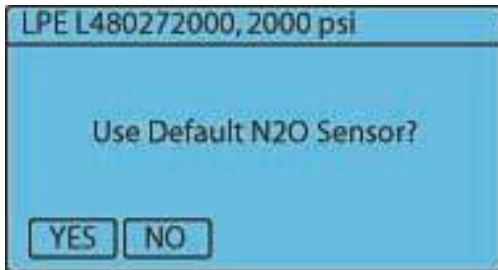 LPE L480272000, 2000 psi
Use Default N2O Sensor?
YES NO